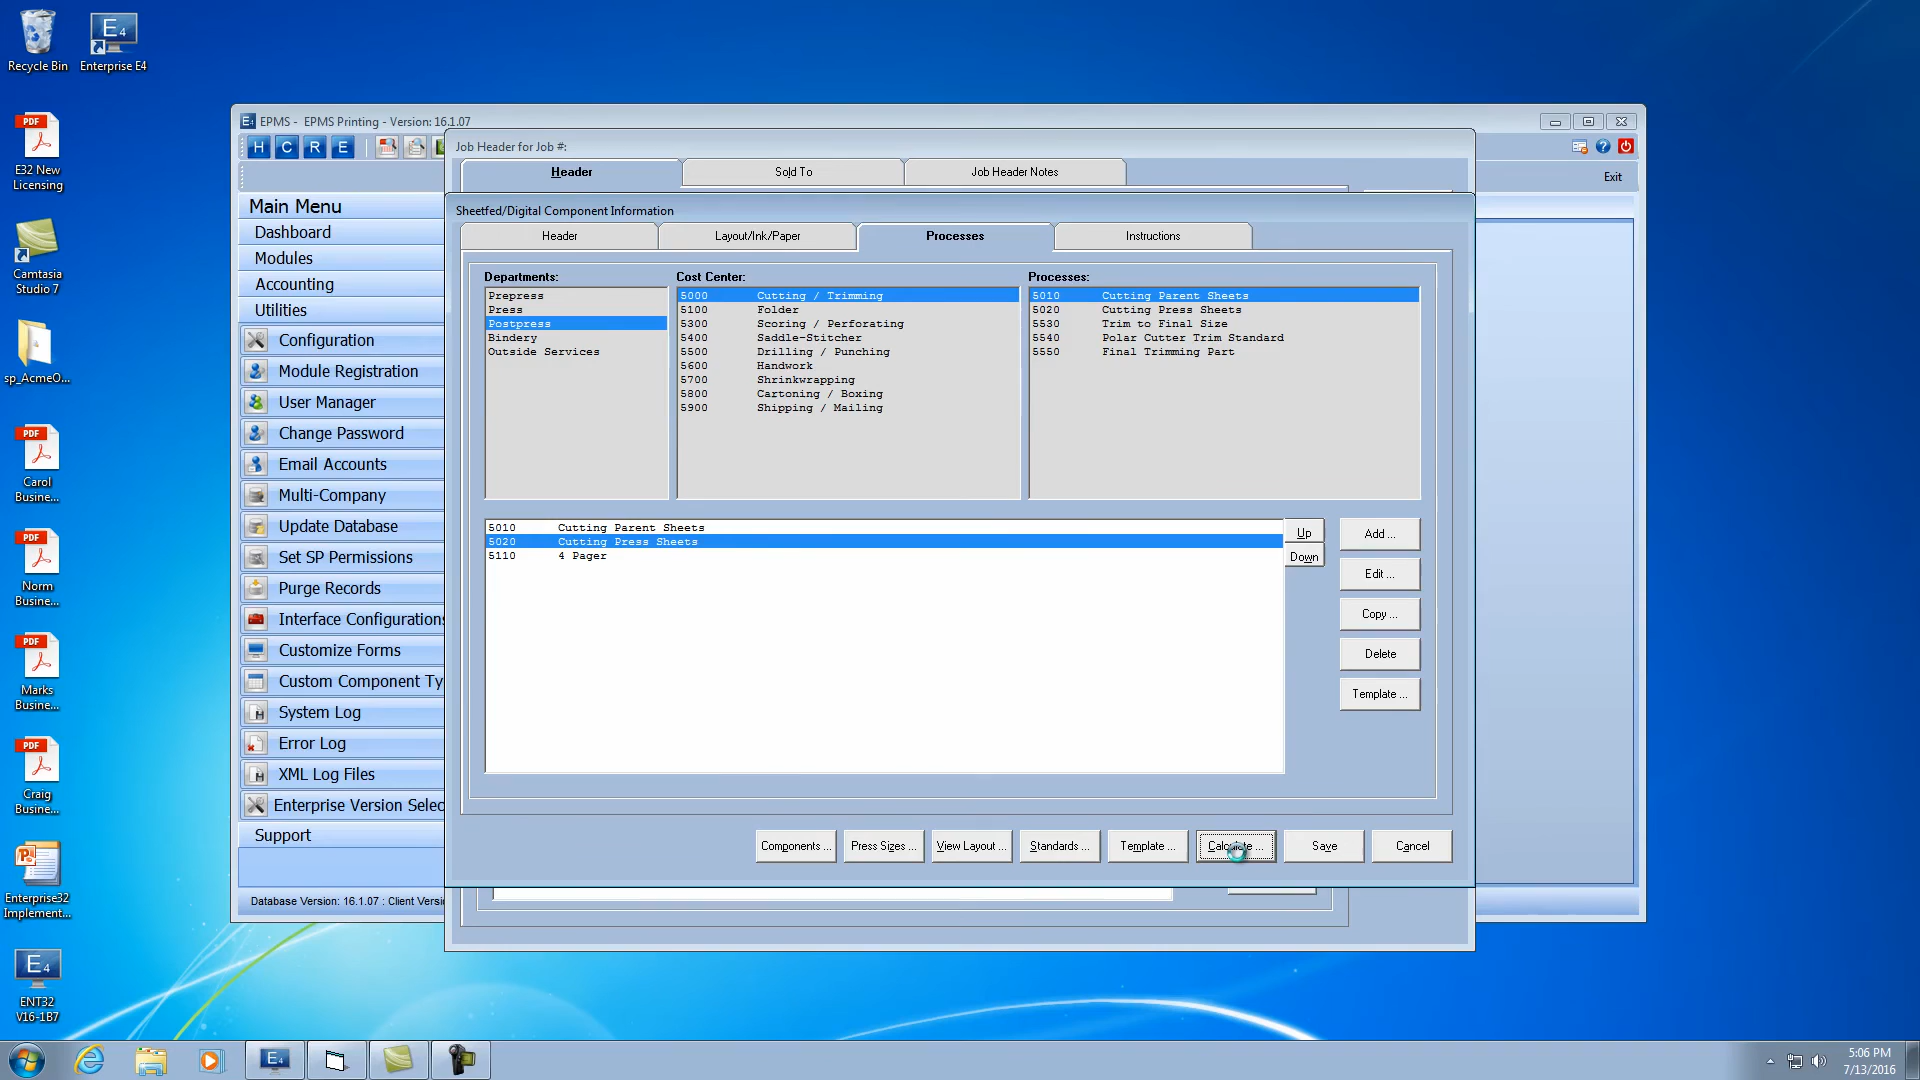 Recycle Bin
Enterprise E4
E32 New
Licensing
Camtasia
Studio 7
sp_AcmeO...
Carol
Busine...
Norm
Busine...
Marks
Busine...
Craig
Busine...
Enterprise32
Implement...
ENT32
V16-1B7
EPMS - EPMS Printing - Version: 16.1.07
H C R E
Exit
Main Menu
Dashboard
Modules
Accounting
Utilities
Configuration
Module Registration
User Manager
Change Password
Email Accounts
Multi-Company
Update Database
Set SP Permissions
Purge Records
Interface Configurations
Customize Forms
Custom Component Ty
System Log
Error Log
XML Log Files
Enterprise Version Selec
Support
Database Version: 16.1.07 : Client Versi
Job Header for Job #:
Header Sold To Job Header Notes
Sheetfed/Digital Component Information
Header Layout/Ink/Paper Processes Instructions
Departments:
Prepress
Press
Postpress
Bindery
Outside Services
Cost Center:
5000 Cutting / Trimming
5100 Folder
5300 Scoring / Perforating
5400 Saddle-Stitcher
5500 Drilling / Punching
5600 Handwork
5700 Shrinkwrapping
5800 Cartoning / Boxing
5900 Shipping / Mailing
Processes:
5010 Cutting Parent Sheets
5020 Cutting Press Sheets
5530 Trim to Final Size
5540 Polar Cutter Trim Standard
5550 Final Trimming Part
5010 Cutting Parent Sheets
5020 Cutting Press Sheets
5110 4 Pager
Up
Down
Add ...
Edit ...
Copy ...
Delete
Template ...
Components ... Press Sizes ... View Layout ... Standards ... Template ... Calculate ... Save Cancel
5:06 PM
7/13/2016